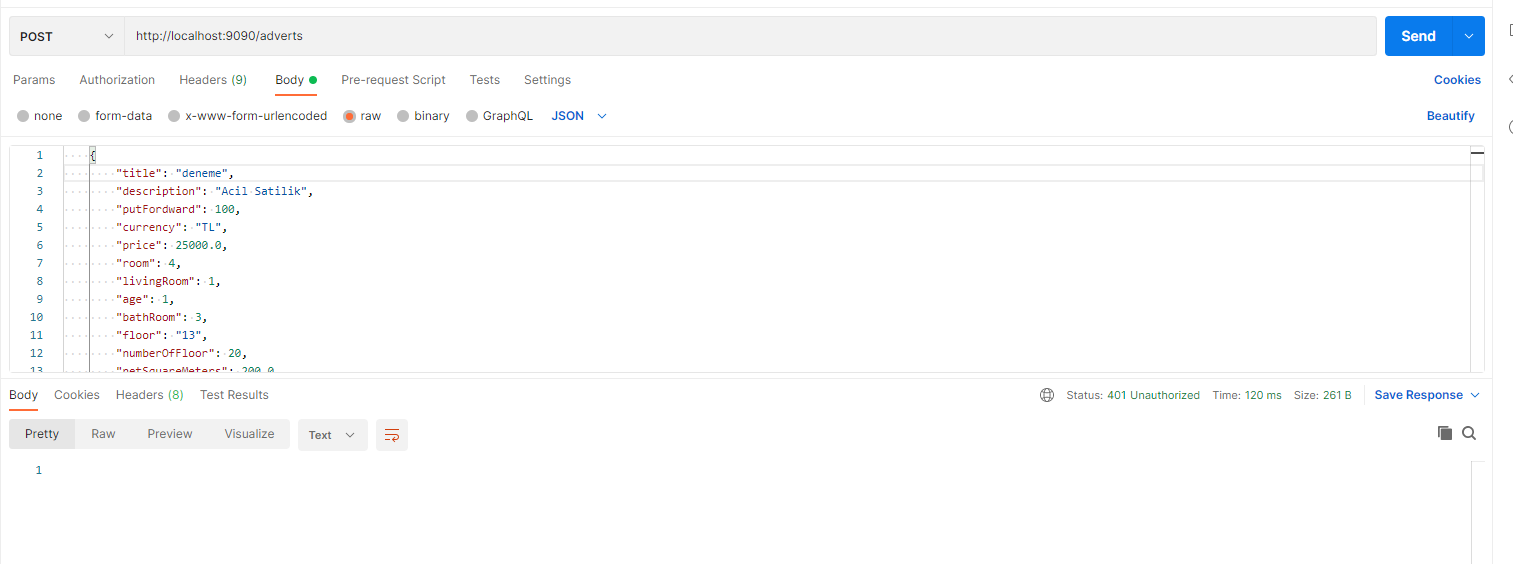 POST http://localhost:9090/adverts Send
Params Authorization Headers (9) Body Pre-request Script Tests Settings Cookies
none form-data x-www-form-urlencoded raw binary GraphQL JSON Beautify
1 {
2 "title": "deneme",
3 "description": "Acil Satilik",
4 "putFordward": 100,
5 "currency": "TL",
6 "price": 25000.0,
7 "room": 4,
8 "livingRoom": 1,
9 "age": 1,
10 "bathRoom": 3,
11 "floor": "13",
12 "numberOfFloor": 20,
13 "netSquareMeters": 200.0
Body Cookies Headers (8) Test Results Status: 401 Unauthorized Time: 120 ms Size: 261 B Save Response
Pretty Raw Preview Visualize Text
1